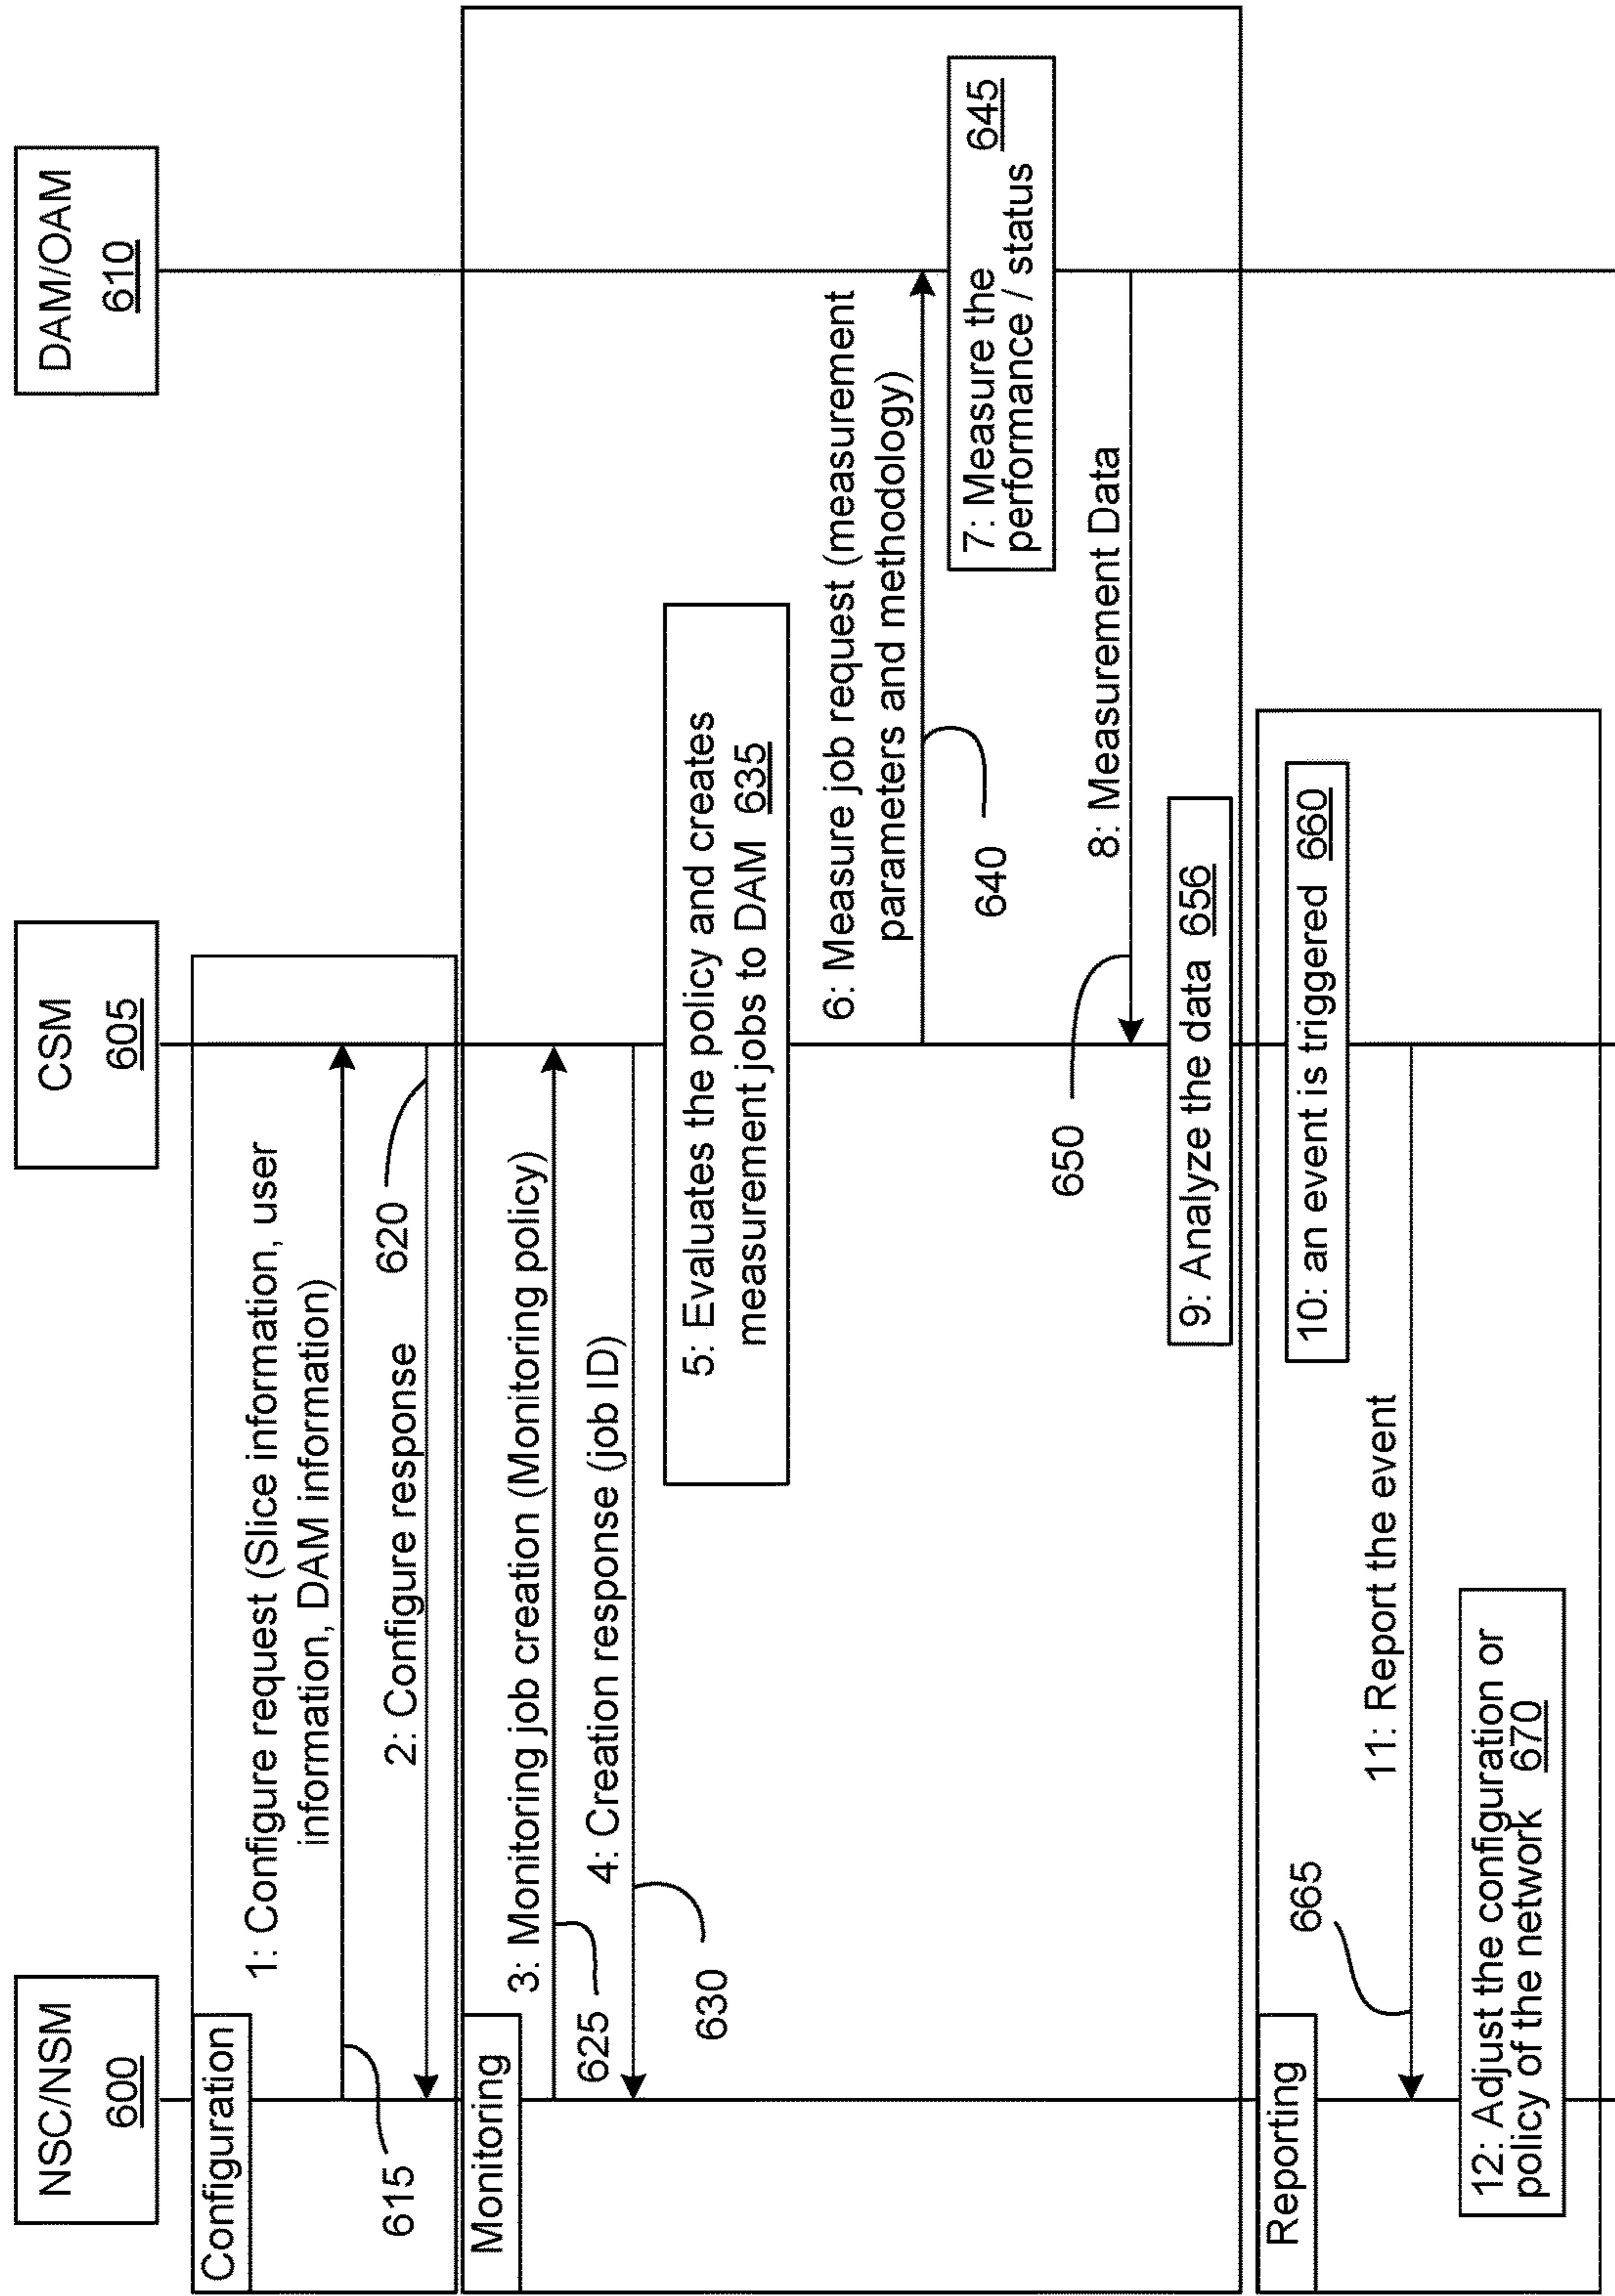 NSC/NSM
600
CSM
605
DAM/OAM
610
Configuration
1: Configure request (Slice information, user
information, DAM information)
615
2: Configure response
620
Monitoring
3: Monitoring job creation (Monitoring policy)
625
4: Creation response (job ID)
630
5: Evaluates the policy and creates
measurement jobs to DAM 635
6: Measure job request (measurement
parameters and methodology)
640
7: Measure the
performance / status 645
8: Measurement Data
650
9: Analyze the data 656
Reporting
10: an event is triggered 660
11: Report the event
665
12: Adjust the configuration or
policy of the network 670